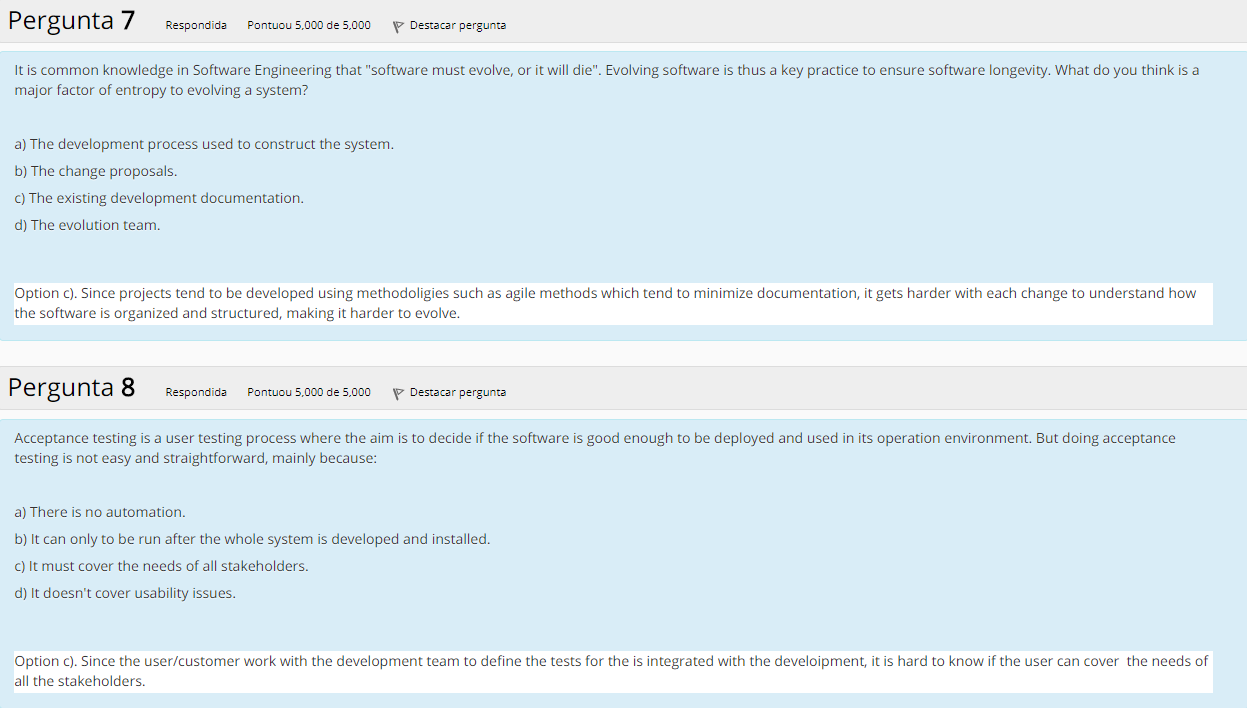 Pergunta 7 Respondida Pontuou 5,000 de 5,000 Destacar pergunta
It is common knowledge in Software Engineering that "software must evolve, or it will die". Evolving software is thus a key practice to ensure software longevity. What do you think is a
major factor of entropy to evolving a system?
a) The development process used to construct the system.
b) The change proposals.
c) The existing development documentation.
d) The evolution team.
Option c). Since projects tend to be developed using methodoligies such as agile methods which tend to minimize documentation, it gets harder with each change to understand how
the software is organized and structured, making it harder to evolve.
Pergunta 8 Respondida Pontuou 5,000 de 5,000 Destacar pergunta
Acceptance testing is a user testing process where the aim is to decide if the software is good enough to be deployed and used in its operation environment. But doing acceptance
testing is not easy and straightforward, mainly because:
a) There is no automation.
b) It can only to be run after the whole system is developed and installed.
c) It must cover the needs of all stakeholders.
d) It doesn't cover usability issues.
Option c). Since the user/customer work with the development team to define the tests for the is integrated with the develoipment, it is hard to know if the user can cover  the needs of
all the stakeholders.